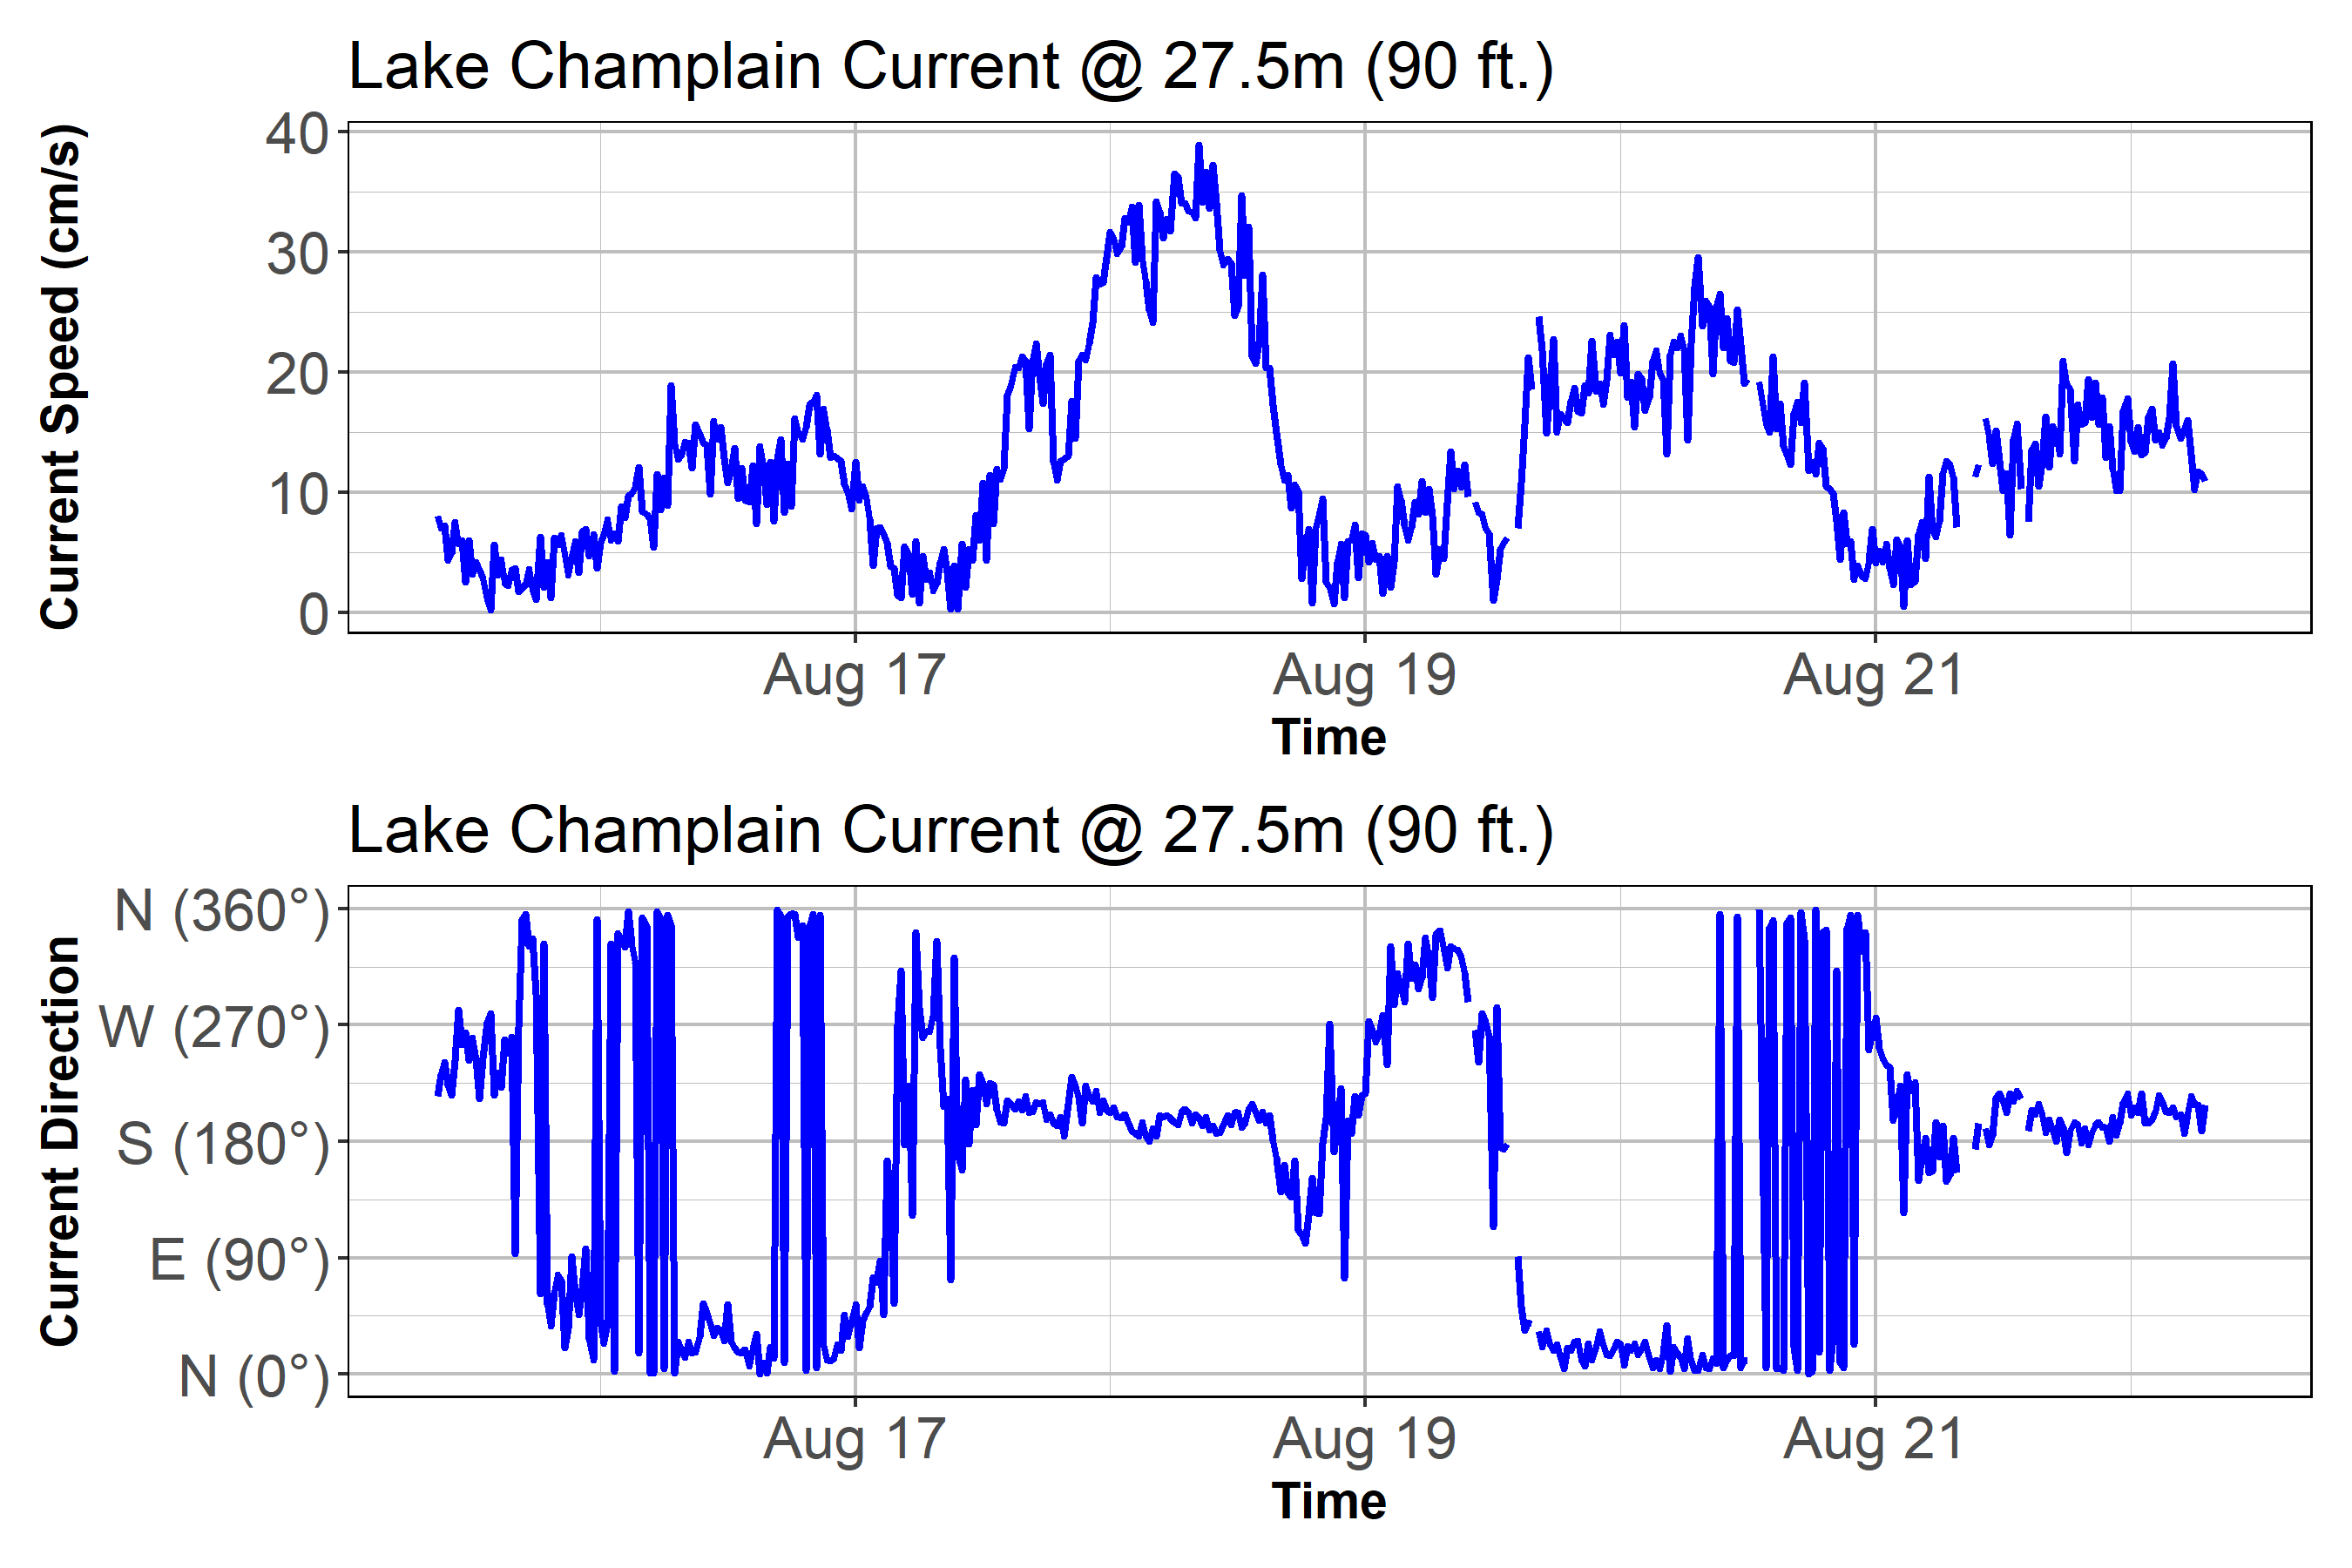 Lake Champlain Current @ 27.5m (90 ft.)
Current Speed (cm/s)
40
30
20
10
0
Aug 17 Aug 19 Aug 21
Time
Lake Champlain Current @ 27.5m (90 ft.)
Current Direction
N (360°)
W (270°)
S (180°)
E (90°)
N (0°)
Aug 17 Aug 19 Aug 21
Time